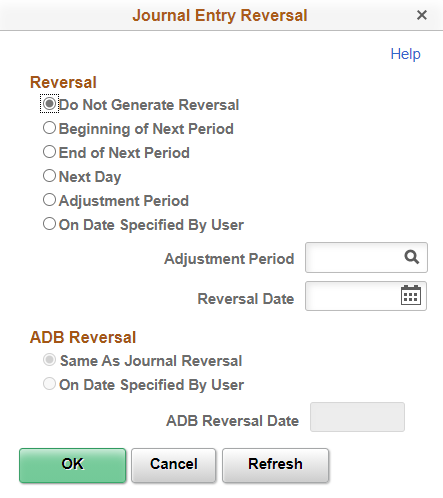 Journal Entry Reversal ×
Help
Reversal
Do Not Generate Reversal
Beginning of Next Period
End of Next Period
Next Day
Adjustment Period
On Date Specified By User
Adjustment Period
Reversal Date
ADB Reversal
Same As Journal Reversal
On Date Specified By User
ADB Reversal Date
OK Cancel Refresh